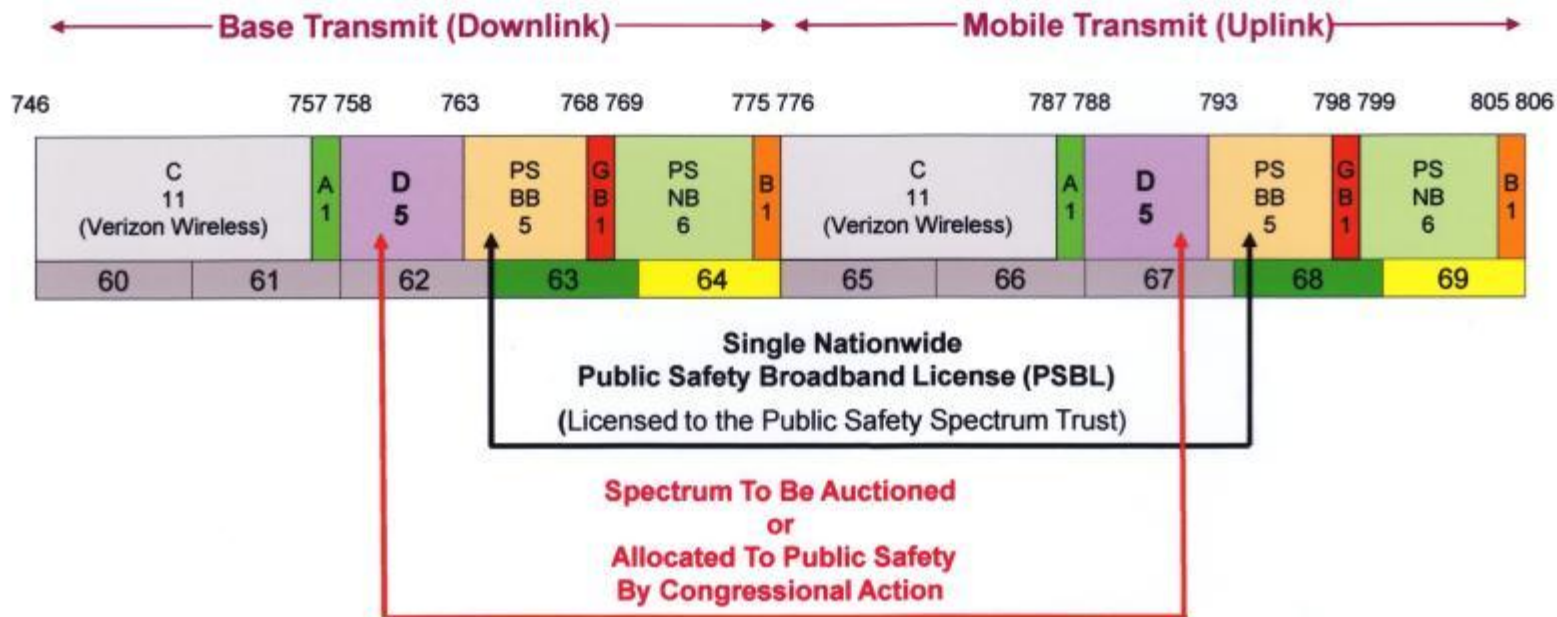 Base Transmit (Downlink) Mobile Transmit (Uplink)
746 757 758 763 768 769 775 776 787 788 793 798 799 805 806
C
11
(Verizon Wireless)
A
1
D
5
PS
BB
5
G
B
1
PS
NB
6
B
1
C
11
(Verizon Wireless)
A
1
D
5
PS
BB
5
G
B
1
PS
NB
6
B
1
60 61 62 63 64 65 66 67 68 69
Single Nationwide
Public Safety Broadband License (PSBL)
(Licensed to the Public Safety Spectrum Trust)
Spectrum To Be Auctioned
or
Allocated To Public Safety
By Congressional Action